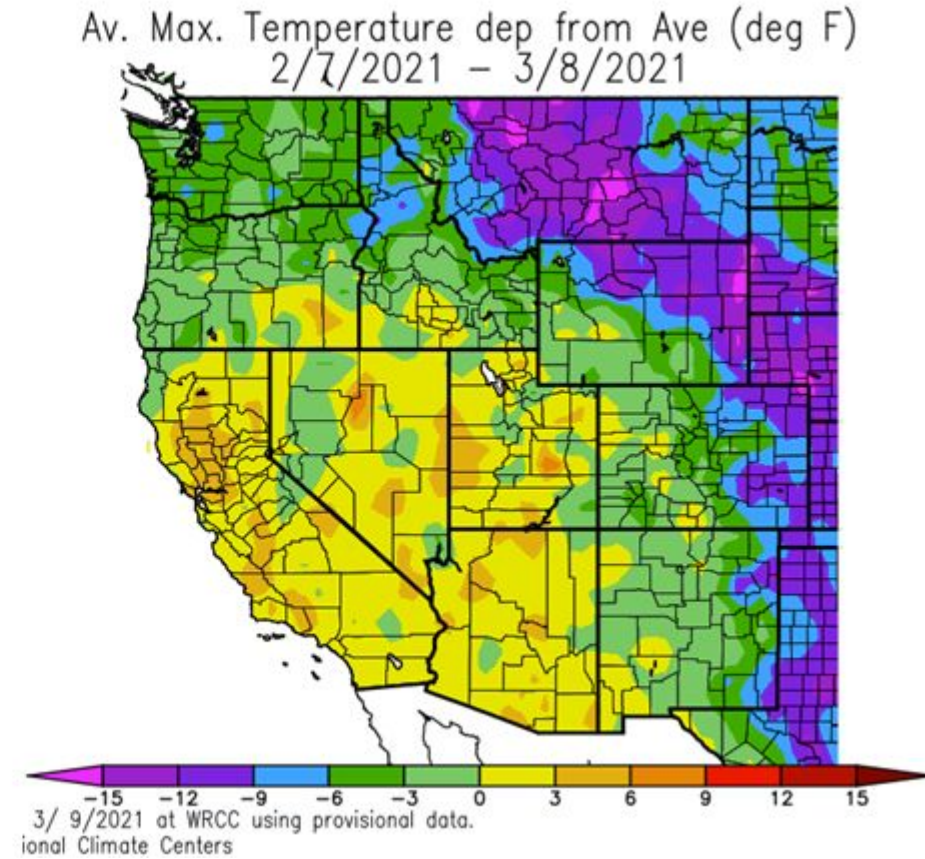 Av. Max. Temperature dep from Ave (deg F)
2/7/2021 – 3/8/2021
-15 -12 -9 -6 -3 0 3 6 9 12 15
3/ 9/2021 at WRCC using provisional data.
ional Climate Centers